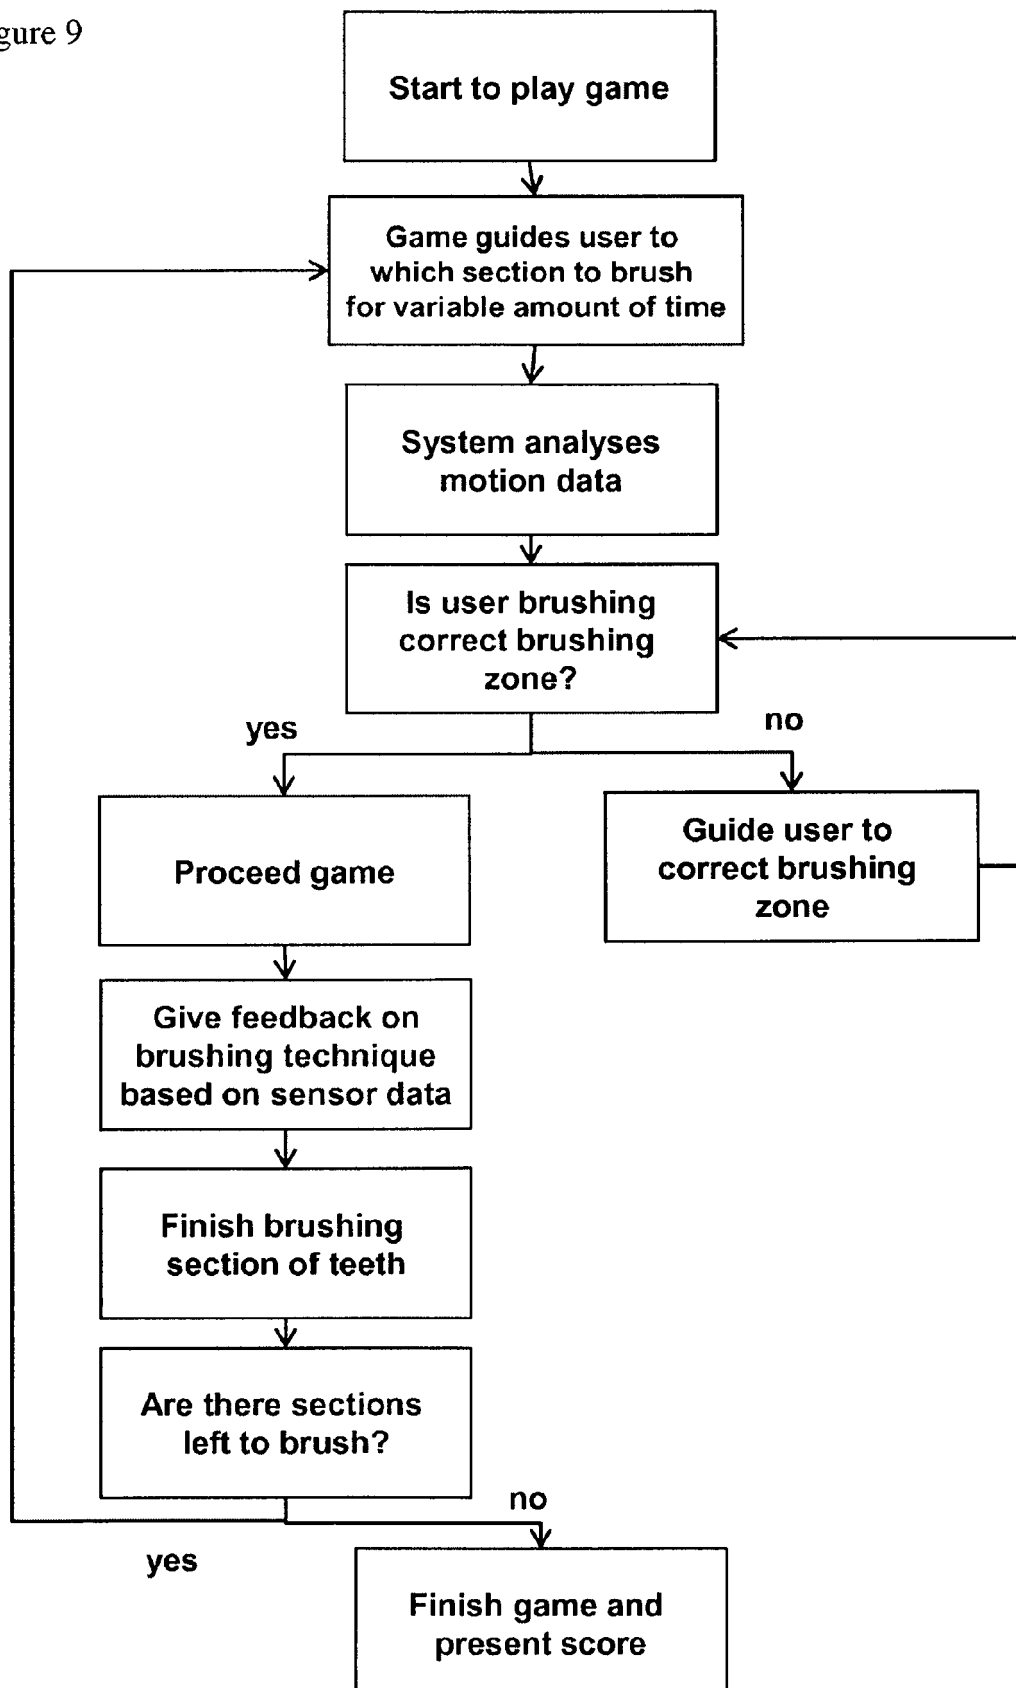 gure 9
Start to play game
Game guides user to
which section to brush
for variable amount of time
System analyses
motion data
Is user brushing
correct brushing
zone?
yes
no
Proceed game
Guide user to
correct brushing
zone
Give feedback on
brushing technique
based on sensor data
Finish brushing
section of teeth
Are there sections
left to brush?
no
yes
Finish game and
present score